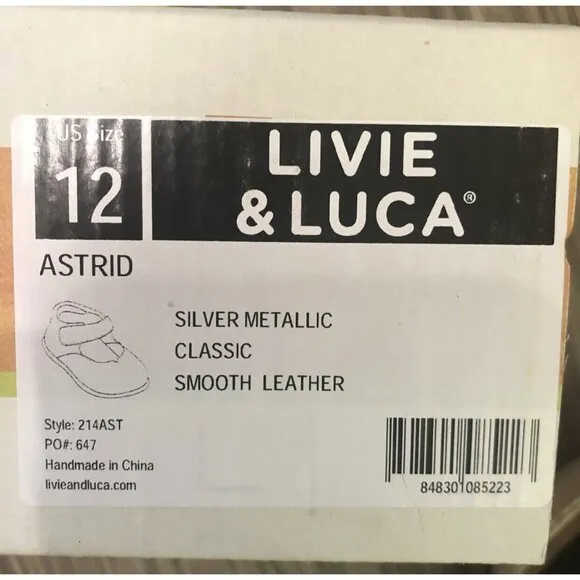 US Size
12
LIVIE
& LUCA®
ASTRID
SILVER METALLIC
CLASSIC
SMOOTH LEATHER
Style: 214AST
PO#: 647
Handmade in China
livieandluca.com
848301085223